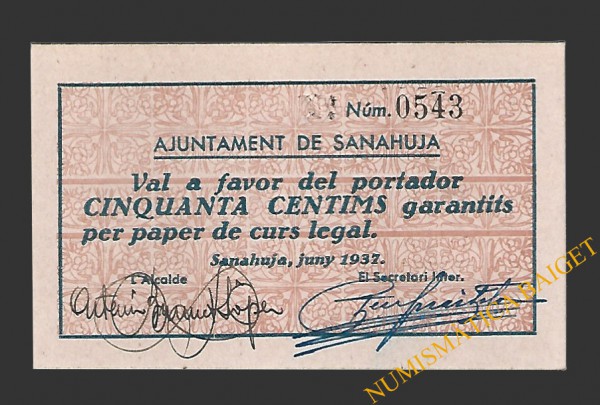 Núm. 0543
AJUNTAMENT DE SANAHUJA
Val a favor del portador
CINQUANTA CENTIMS garantits
per paper de curs legal.
Sanahuja, juny 1937.
L'Alcalde El Secretari Inter.
NUMISMATICA BAIGET